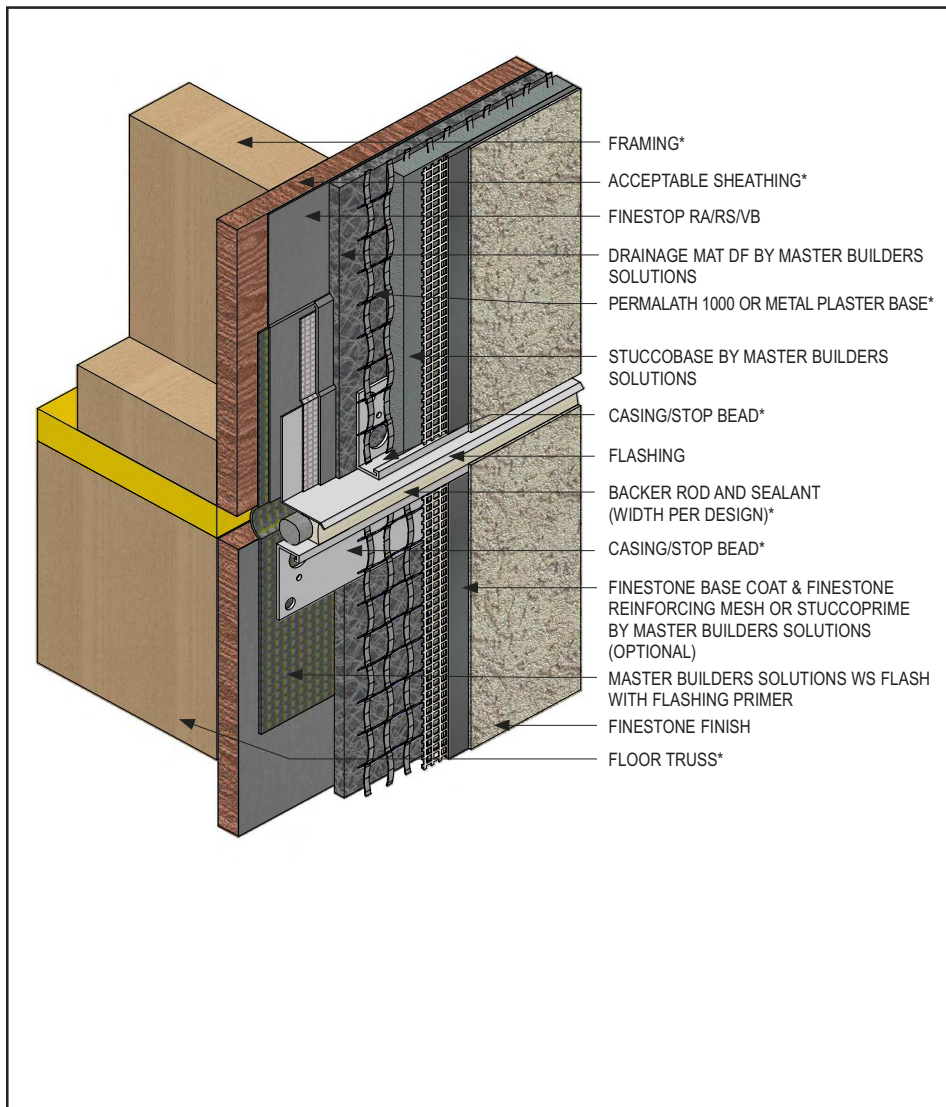 FRAMING*
ACCEPTABLE SHEATHING*
FINESTOP RA/RS/VB
DRAINAGE MAT DF BY MASTER BUILDERS
SOLUTIONS
PERMALATH 1000 OR METAL PLASTER BASE*
STUCCOBASE BY MASTER BUILDERS
SOLUTIONS
CASING/STOP BEAD*
FLASHING
BACKER ROD AND SEALANT
(WIDTH PER DESIGN)*
CASING/STOP BEAD*
FINESTONE BASE COAT & FINESTONE
REINFORCING MESH OR STUCCOPRIME
BY MASTER BUILDERS SOLUTIONS
(OPTIONAL)
MASTER BUILDERS SOLUTIONS WS FLASH
WITH FLASHING PRIMER
FINESTONE FINISH
FLOOR TRUSS*